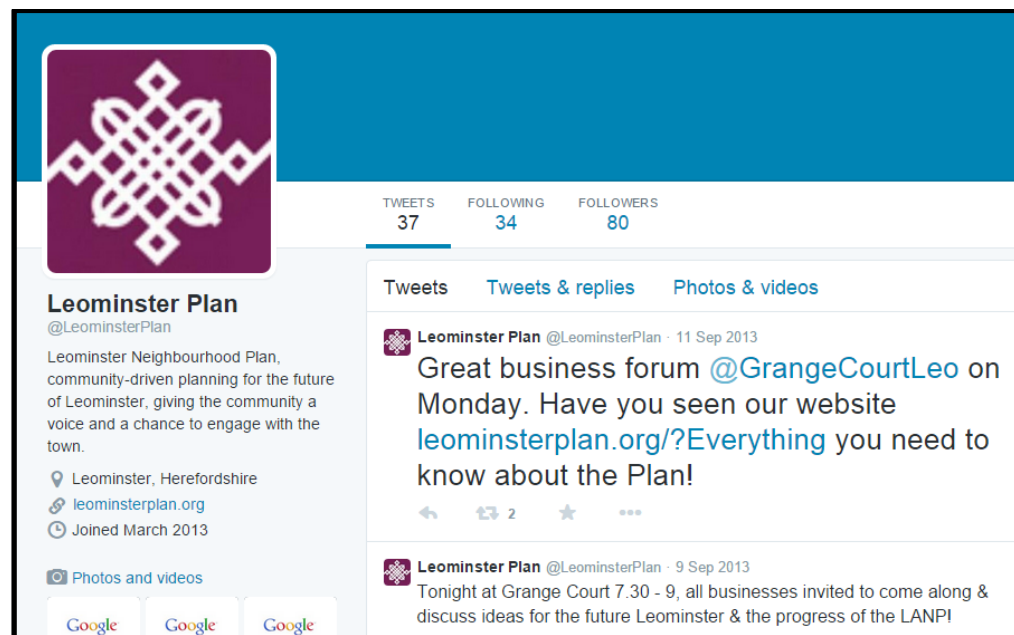 TWEETS FOLLOWING FOLLOWERS
37 34 80
Tweets Tweets & replies Photos & videos
Leominster Plan
@LeominsterPlan
Leominster Neighbourhood Plan,
community-driven planning for the future
of Leominster, giving the community a
voice and a chance to engage with the
town.
Leominster, Herefordshire
leominsterplan.org
Joined March 2013
Photos and videos
Google Google Google
Leominster Plan @LeominsterPlan · 11 Sep 2013
Great business forum @GrangeCourtLeo on
Monday. Have you seen our website
leominsterplan.org/?Everything you need to
know about the Plan!
2
Leominster Plan @LeominsterPlan · 9 Sep 2013
Tonight at Grange Court 7.30 - 9, all businesses invited to come along &
discuss ideas for the future Leominster & the progress of the LANP!